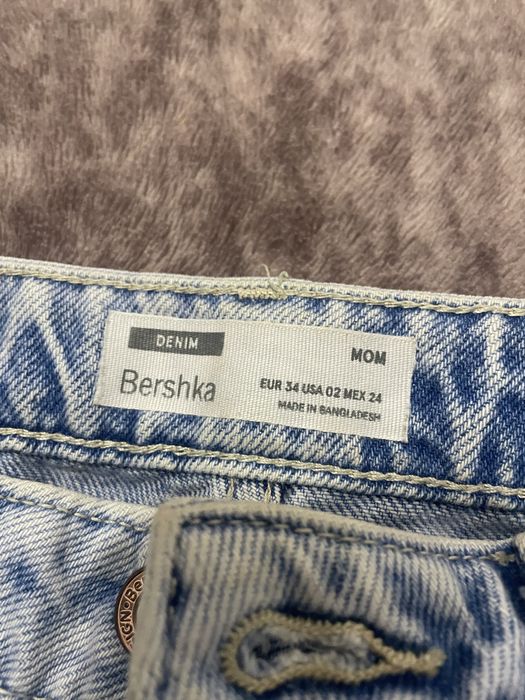 DENIM
MOM
Bershka
EUR 34 USA 02 MEX 24
MADE IN BANGLADESH